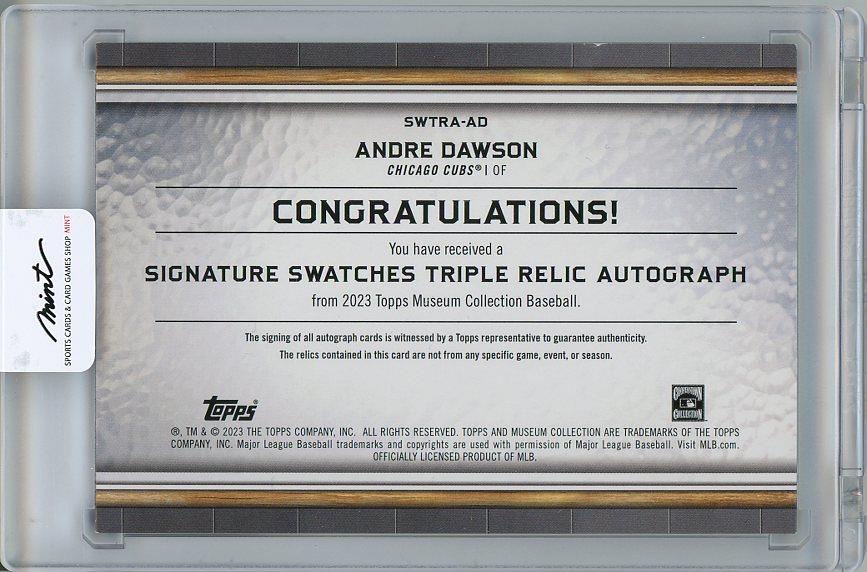 SWTRA-AD
ANDRE DAWSON
CHICAGO CUBS® | OF
CONGRATULATIONS!
You have received a
SIGNATURE SWATCHES TRIPLE RELIC AUTOGRAPH
from 2023 Topps Museum Collection Baseball.
The signing of all autograph cards is witnessed by a Topps representative to guarantee authenticity.
The relics contained in this card are not from any specific game, event, or season.
topps®
COOPERSTOWN
COLLECTION
®, TM & © 2023 THE TOPPS COMPANY, INC. ALL RIGHTS RESERVED. TOPPS AND MUSEUM COLLECTION ARE TRADEMARKS OF THE TOPPS
COMPANY, INC. Major League Baseball trademarks and copyrights are used with permission of Major League Baseball. Visit MLB.com.
OFFICIALLY LICENSED PRODUCT OF MLB.
mint
SPORTS CARDS & CARD GAMES SHOP MINT